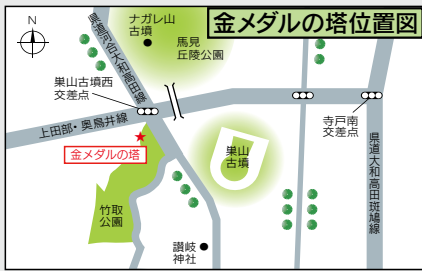 金メダルの塔位置図
N
ナガレ山
古墳
馬見
丘陵公園
県道河合大和高田線
巣山古墳西
交差点
上田部・奥鳥井線
金メダルの塔
竹取
公園
巣山
古墳
讃岐
神社
寺戸南
交差点
県道大和高田斑鳩線